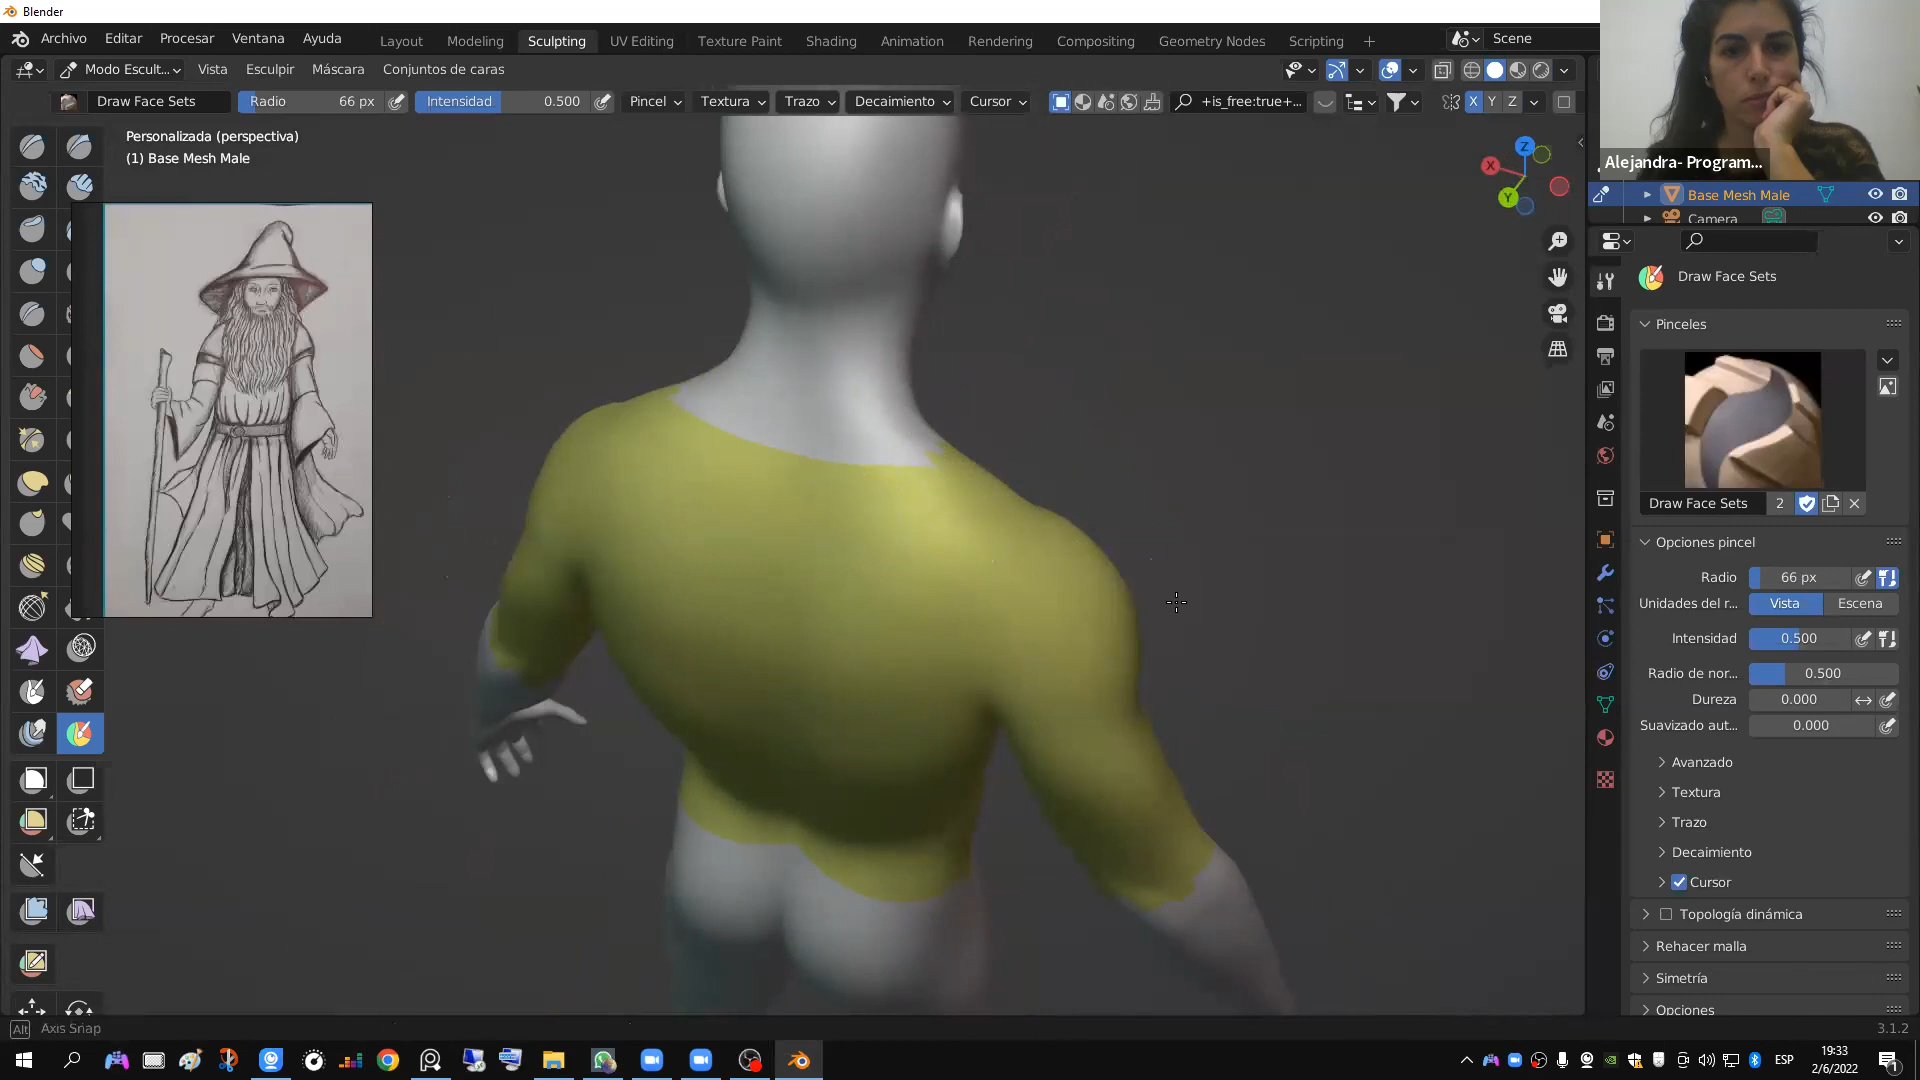 Blender
Archivo Editar Procesar Ventana Ayuda Layout Modeling Sculpting UV Editing Texture Paint Shading Animation Rendering Compositing Geometry Nodes Scripting + Scene
Modo Escult... Vista Esculpir Máscara Conjuntos de caras
Draw Face Sets Radio 66 px Intensidad 0.500 Pincel Textura Trazo Decaimiento Cursor +is_free:true+... X Y Z
Personalizada (perspectiva)
(1) Base Mesh Male
Z
X
Y
Alejandra- Program...
Base Mesh Male
Camera
Draw Face Sets
Pinceles
Draw Face Sets 2
Opciones pincel
Radio 66 px
Unidades del r... Vista Escena
Intensidad 0.500
Radio de nor... 0.500
Dureza 0.000
Suavizado aut... 0.000
Avanzado
Textura
Trazo
Decaimiento
Cursor
Topología dinámica
Rehacer malla
Simetría
Opciones
Alt Axis Snap
3.1.2
ESP
19:33
2/6/2022
1